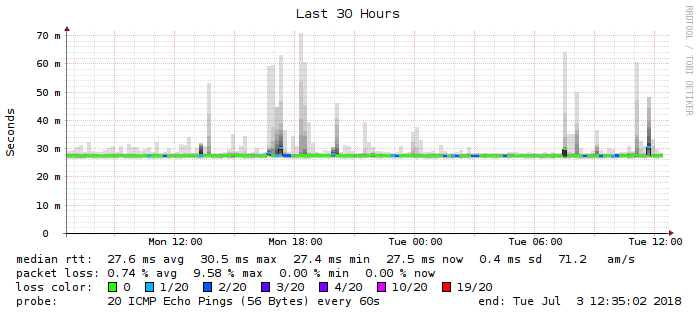 Last 30 Hours
RRDTOOL / TOBI OETIKER
Seconds
70 m
60 m
50 m
40 m
30 m
20 m
10 m
0
Mon 12:00 Mon 18:00 Tue 00:00 Tue 06:00 Tue 12:00
median rtt: 27.6 ms avg 30.5 ms max 27.4 ms min 27.5 ms now 0.4 ms sd 71.2 am/s
packet loss: 0.74 % avg 9.58 % max 0.00 % min 0.00 % now
loss color: 0 1/20 2/20 3/20 4/20 10/20 19/20
probe: 20 ICMP Echo Pings (56 Bytes) every 60s end: Tue Jul 3 12:35:02 2018